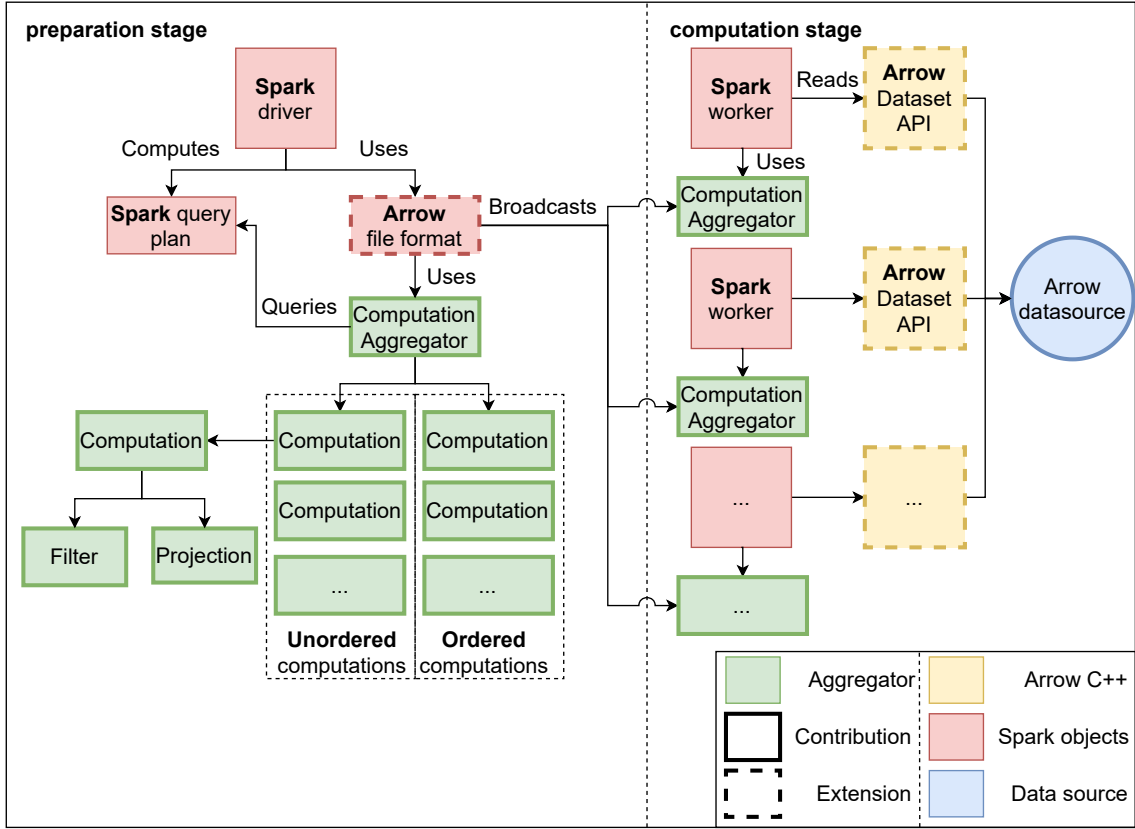 preparation stage
Spark
driver
Computes
Uses
Spark query
plan
Arrow
file format
Broadcasts
Uses
Queries
Computation
Aggregator
Computation
Computation
Computation
Computation
Computation
Filter
Projection
...
...
Unordered
computations
Ordered
computations
computation stage
Spark
worker
Reads
Arrow
Dataset
API
Uses
Computation
Aggregator
Spark
worker
Arrow
Dataset
API
Arrow
datasource
Computation
Aggregator
...
...
...
Aggregator
Arrow C++
Contribution
Spark objects
Extension
Data source